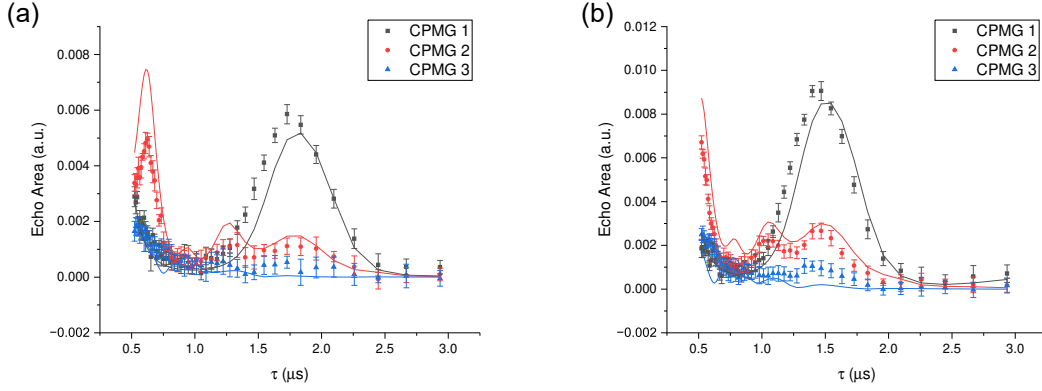 (a)
CPMG 1
CPMG 2
CPMG 3
0.008
0.006
0.004
0.002
0.000
−0.002
Echo Area (a.u.)
0.5 1.0 1.5 2.0 2.5 3.0
τ (μs)
(b)
CPMG 1
CPMG 2
CPMG 3
0.012
0.010
0.008
0.006
0.004
0.002
0.000
−0.002
Echo Area (a.u.)
0.5 1.0 1.5 2.0 2.5 3.0
τ (μs)